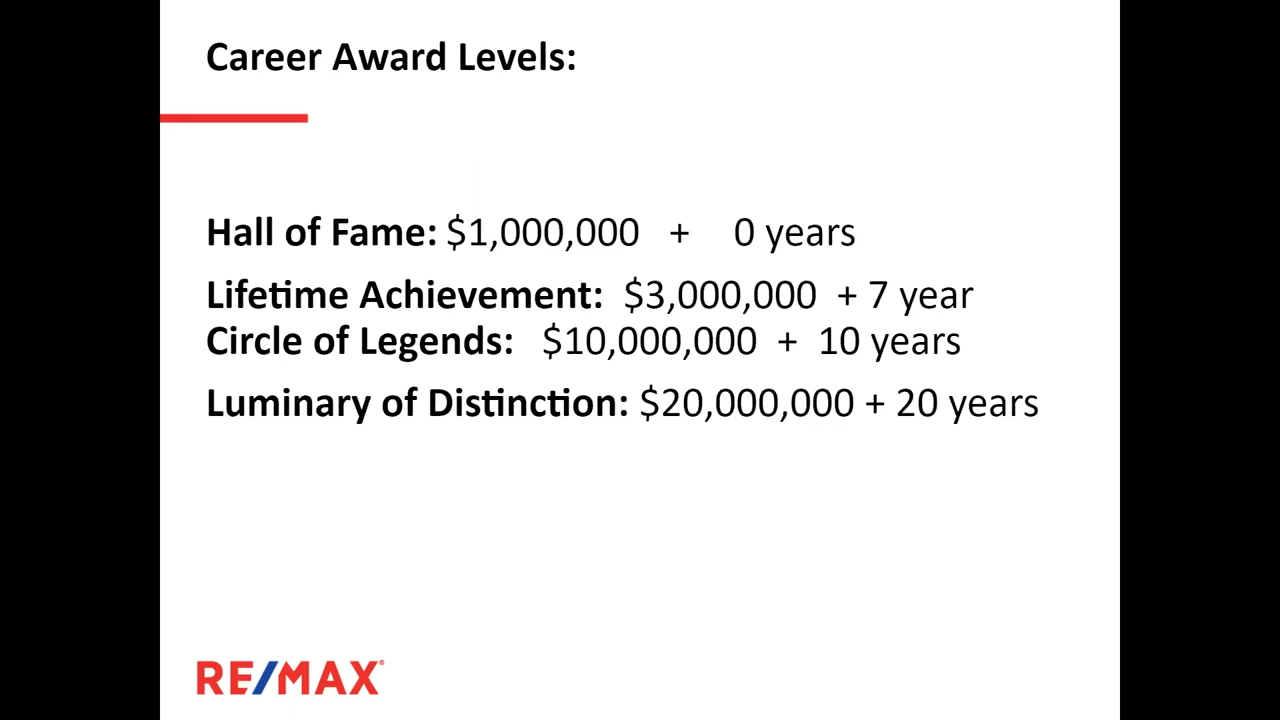 Career Award Levels:
Hall of Fame: $1,000,000 + 0 years
Lifetime Achievement: $3,000,000 + 7 year
Circle of Legends: $10,000,000 + 10 years
Luminary of Distinction: $20,000,000 + 20 years
RE/MAX®